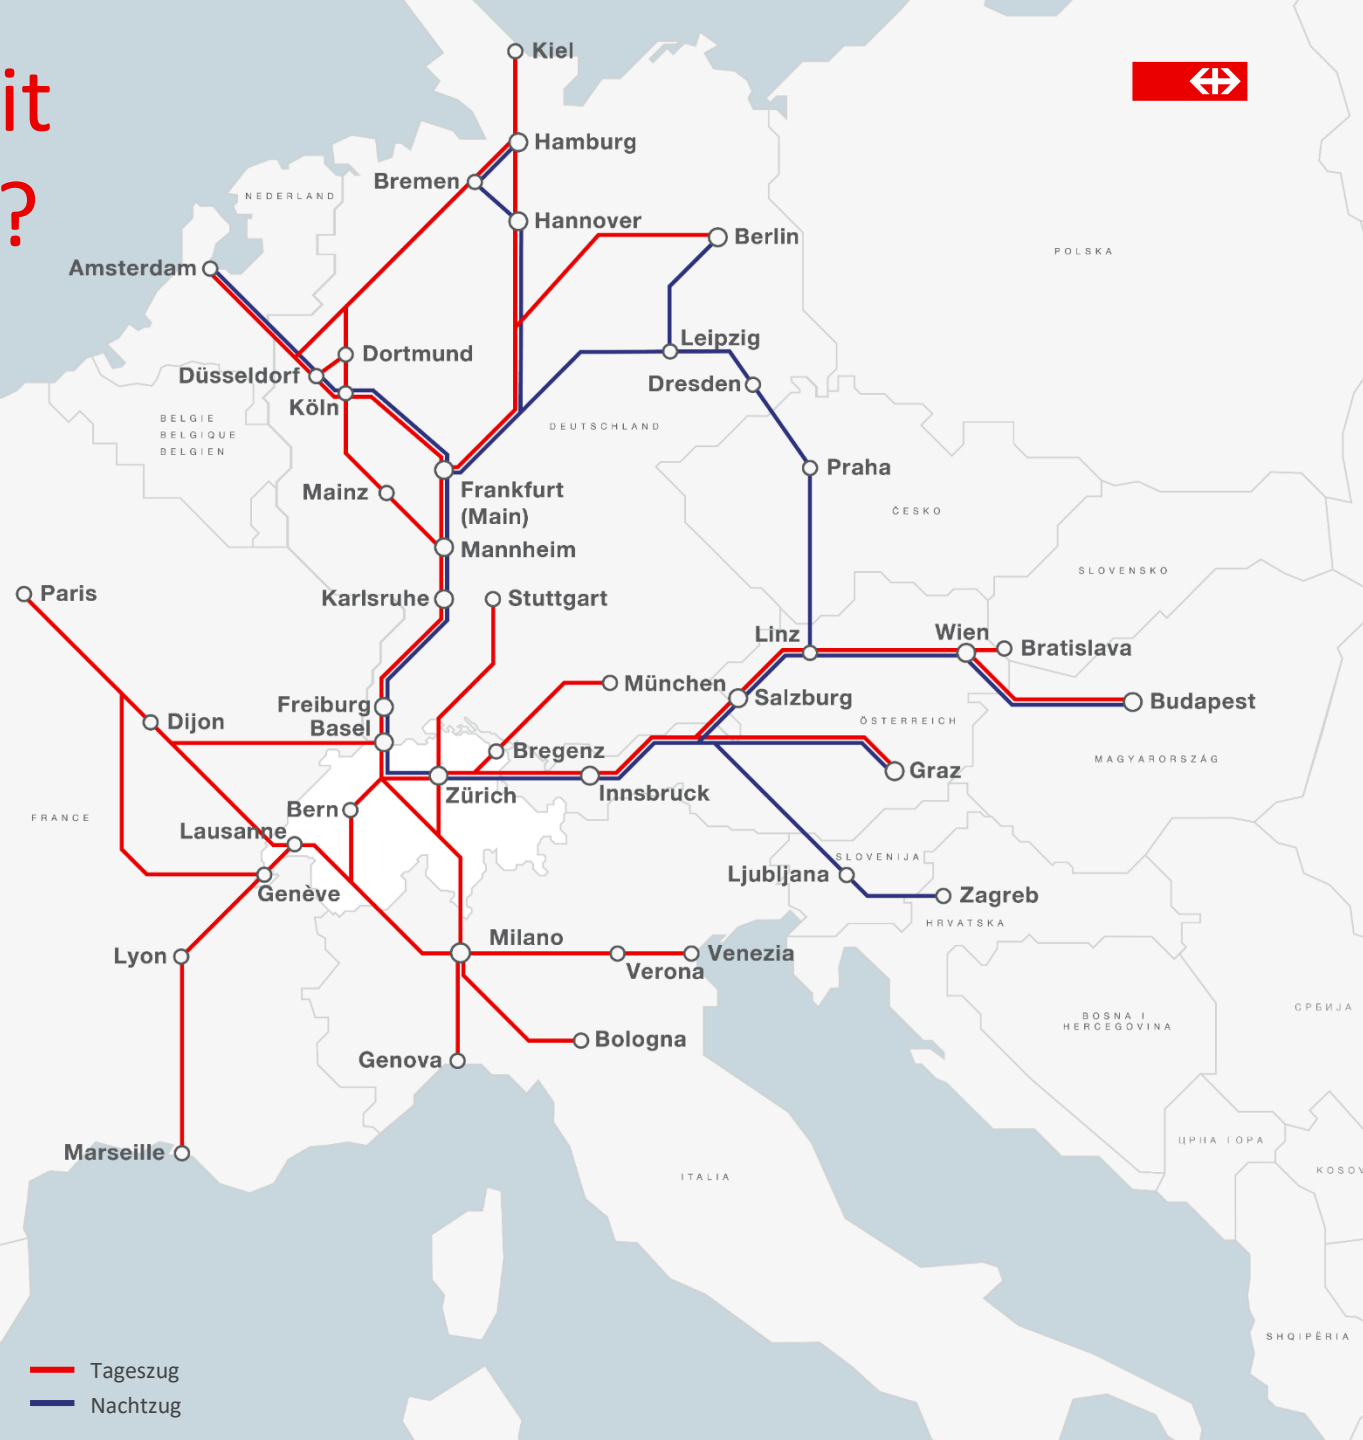 it
?
Kiel
Hamburg
Bremen
NEDERLAND
Hannover
Berlin
POLSKA
Amsterdam
Leipzig
Dortmund
Düsseldorf
Dresden
Köln
BELGIE
BELGIQUE
BELGIEN
DEUTSCHLAND
Praha
Mainz
Frankfurt
(Main)
ČESKO
Mannheim
SLOVENSKO
Paris
Karlsruhe
Stuttgart
Linz
Wien
Bratislava
München
Salzburg
Budapest
Freiburg
Dijon
ÖSTERREICH
Basel
Bregenz
MAGYARORSZÁG
Graz
Zürich
Innsbruck
Bern
FRANCE
Lausanne
SLOVENIJA
Ljubljana
Genève
Zagreb
HRVATSKA
Milano
Lyon
Venezia
Verona
СРБИЈА
BOSNA I
HERCEGOVINA
Bologna
Genova
ЦРНА ГОРА
Marseille
KOSOV
ITALIA
SHQIPËRIA
Tageszug
Nachtzug